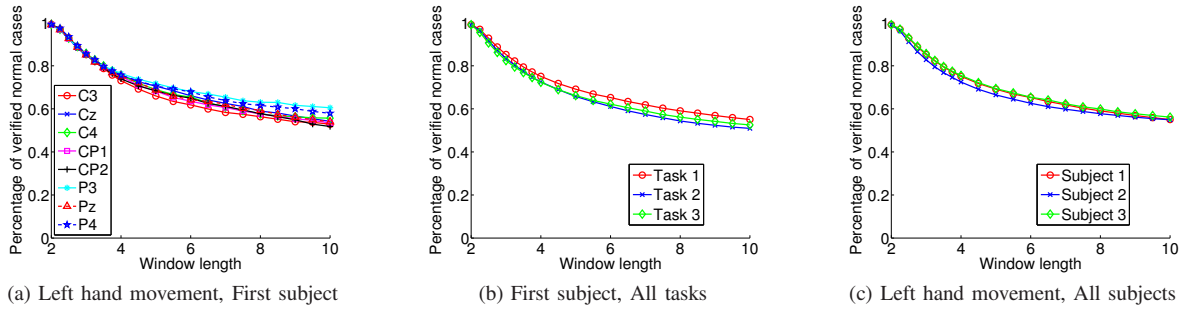 Percentage of verified normal cases
1
0.8
0.6
0.4
0.2
0
C3
Cz
C4
CP1
CP2
P3
Pz
P4
2 4 6 8 10
Window length
(a) Left hand movement, First subject
Percentage of verified normal cases
1
0.8
0.6
0.4
0.2
0
Task 1
Task 2
Task 3
2 4 6 8 10
Window length
(b) First subject, All tasks
Percentage of verified normal cases
1
0.8
0.6
0.4
0.2
0
Subject 1
Subject 2
Subject 3
2 4 6 8 10
Window length
(c) Left hand movement, All subjects